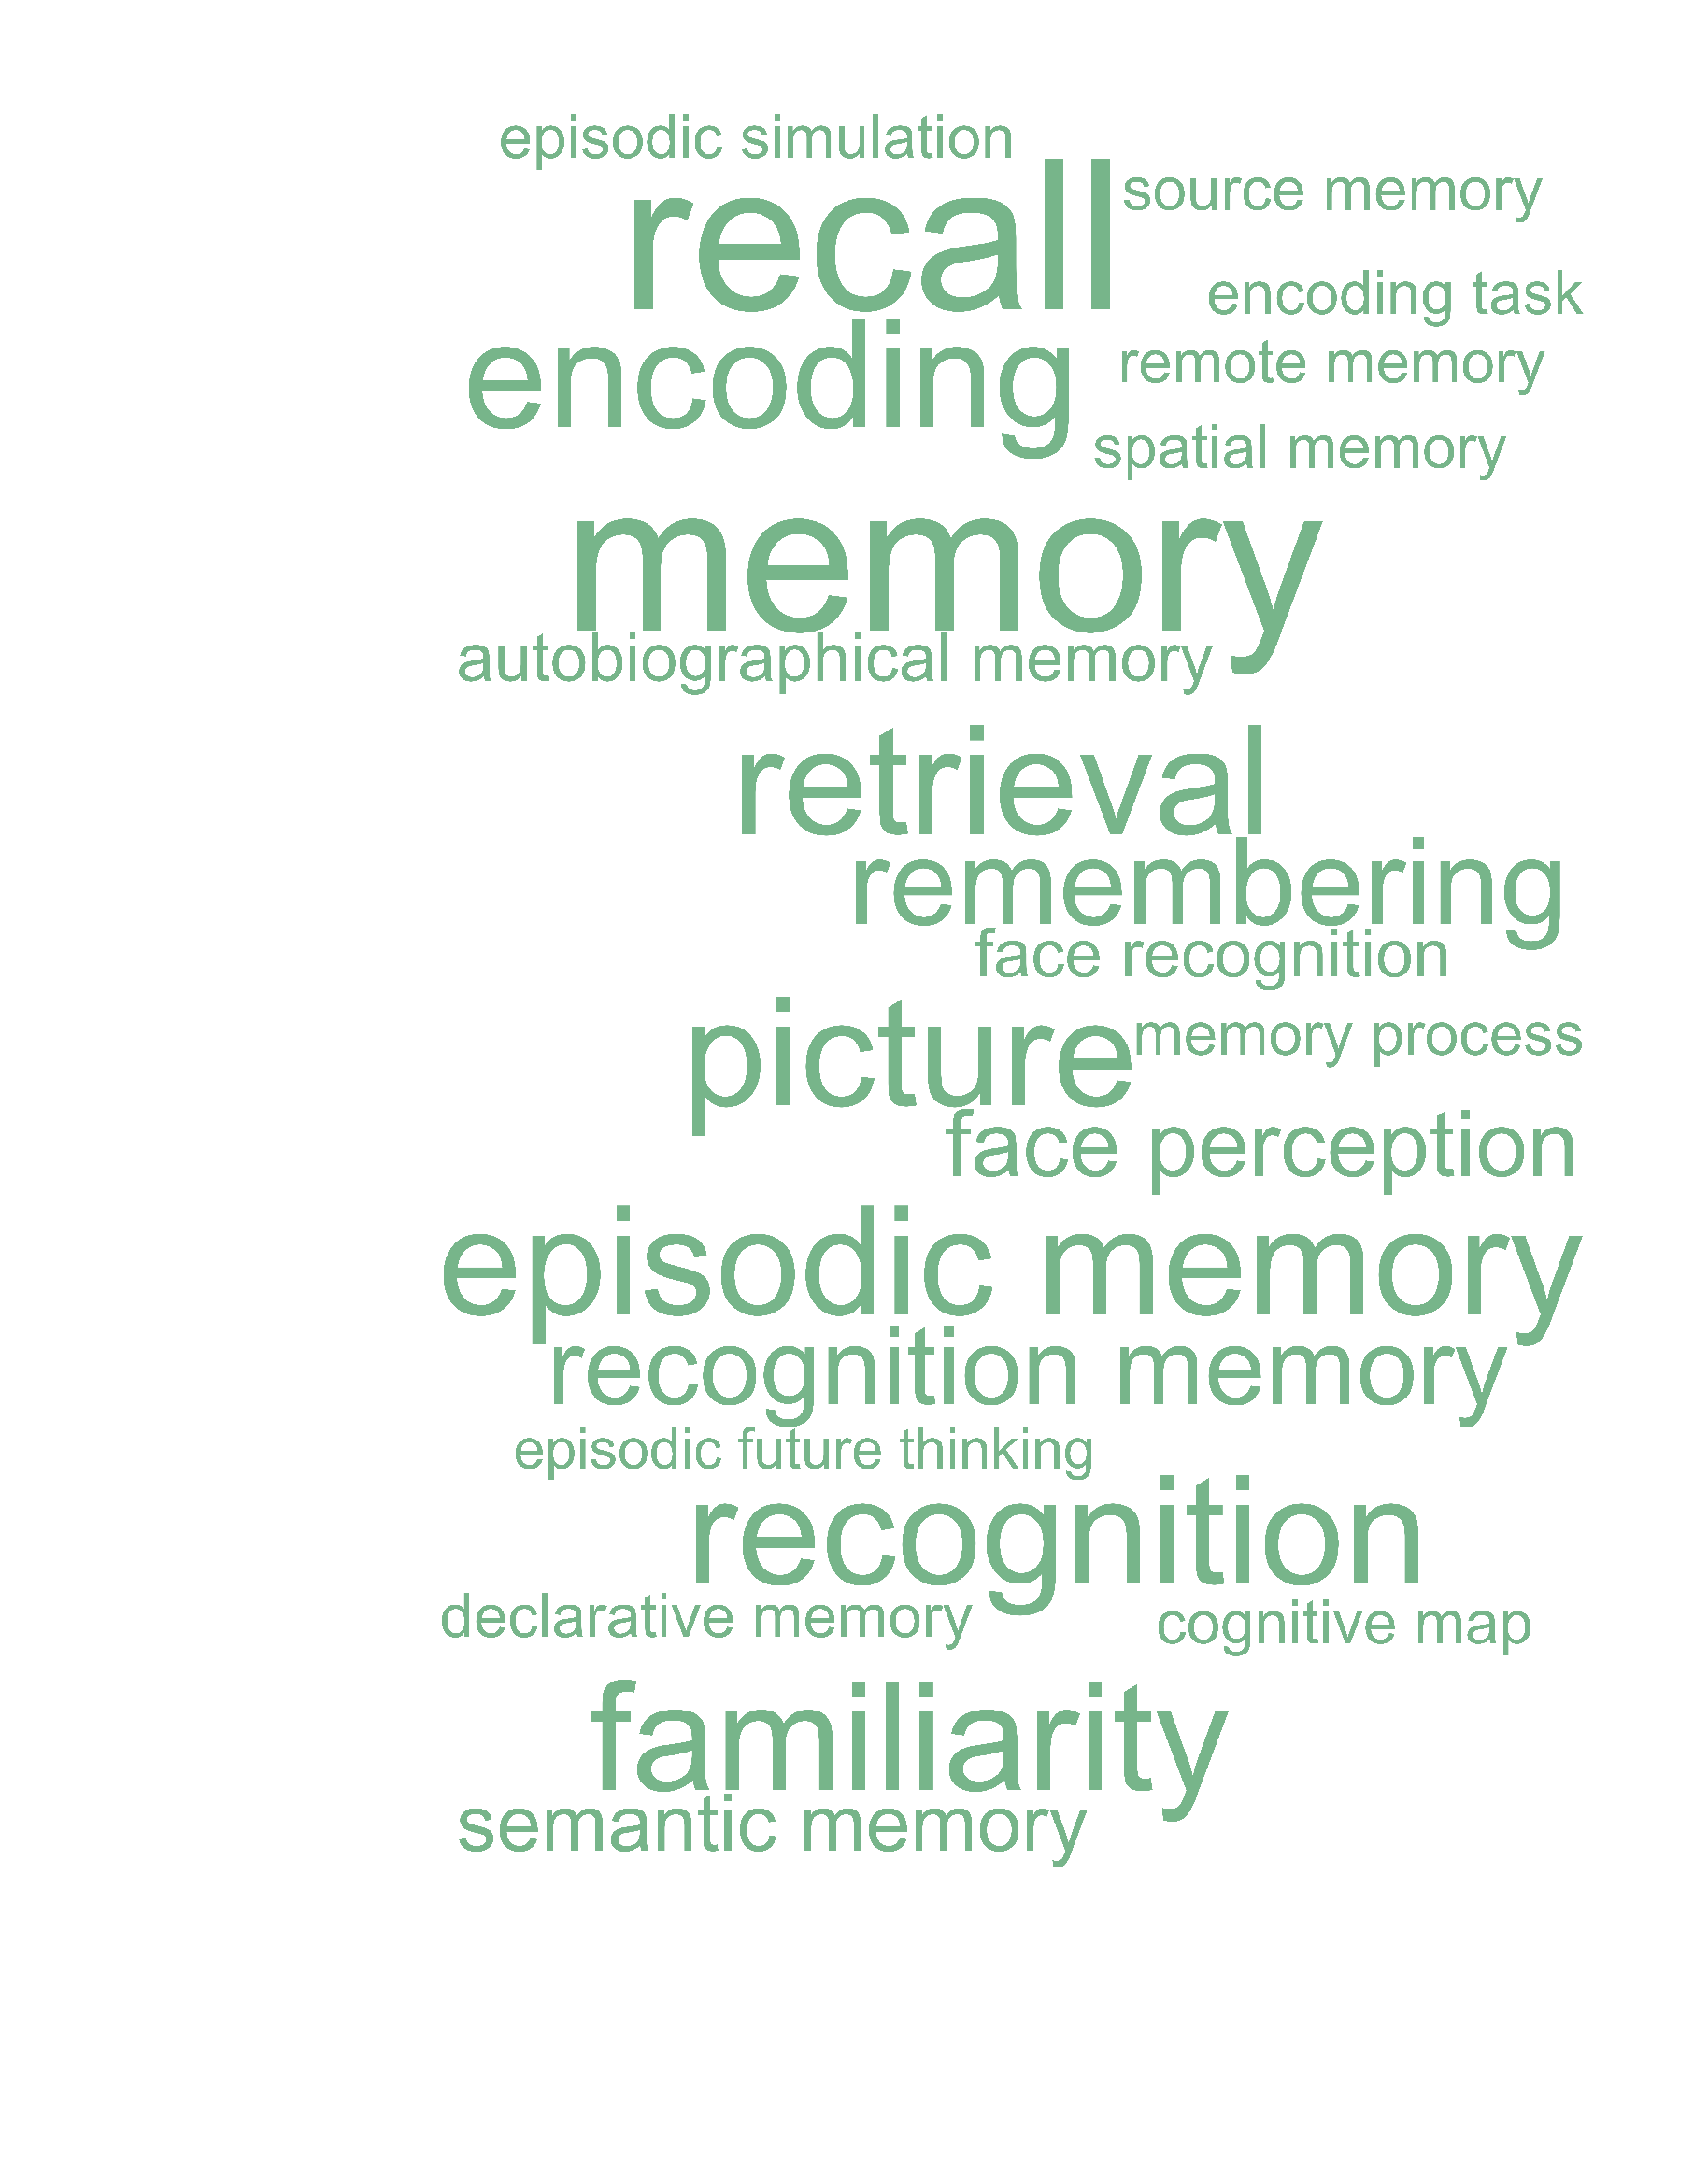 episodic simulation
recall
source memory
encoding task
encoding
remote memory
spatial memory
memory
autobiographical memory
retrieval
remembering
face recognition
picture
memory process
face perception
episodic memory
recognition memory
episodic future thinking
recognition
declarative memory
cognitive map
familiarity
semantic memory